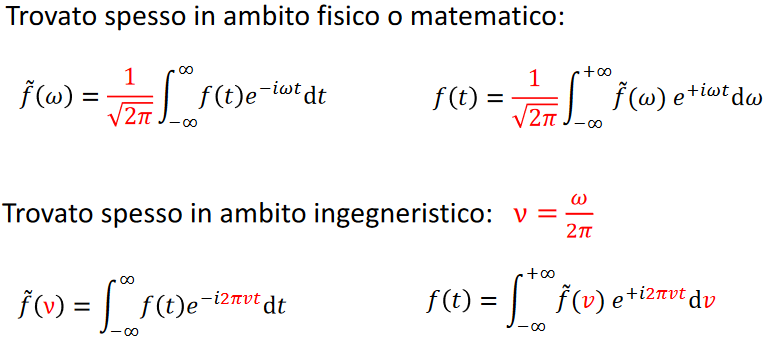 Trovato spesso in ambito fisico o matematico:
f̃(ω) = 1/√2π ∫_{-∞}^{∞} f(t)e^{-iωt}dt    f(t) = 1/√2π ∫_{-∞}^{+∞} f̃(ω) e^{+iωt}dω
Trovato spesso in ambito ingegneristico: ν = ω/2π
f̃(ν) = ∫_{-∞}^{∞} f(t)e^{-i2πνt}dt    f(t) = ∫_{-∞}^{+∞} f̃(ν) e^{+i2πνt}dν